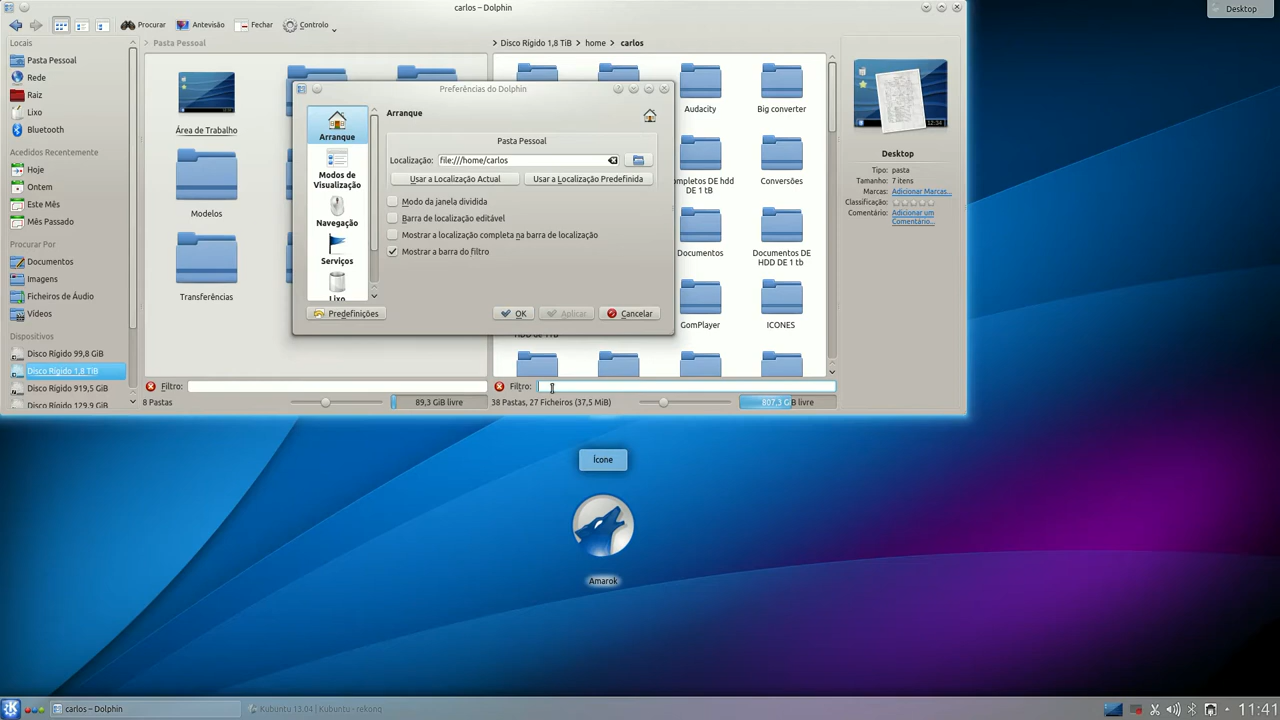 carlos – Dolphin
Desktop
Procurar
Antevisão
Fechar
Controlo
Locais
Pasta Pessoal
Rede
Raiz
Lixo
Bluetooth
Acedidos Recentemente
Hoje
Ontem
Este Mês
Mês Passado
Procurar Por
Documentos
Imagens
Ficheiros de Áudio
Vídeos
Dispositivos
Disco Rígido 99,8 GiB
Disco Rígido 1,8 TiB
Disco Rígido 919,5 GiB
Disco Rígido 129,9 GiB
> Pasta Pessoal
Área de Trabalho
Modelos
Transferências
> Disco Rígido 1,8 TiB > home > carlos
Audacity
Big converter
Conversões
HDD de 1TB
Documentos
Documentos DE
HDD DE 1 tb
GomPlayer
ICONES
Preferências do Dolphin
Arranque
Modos de
Visualização
Navegação
Serviços
Lixo
Arranque
Pasta Pessoal
Localização:
file:///home/carlos
Usar a Localização Actual
Usar a Localização Predefinida
Modo da janela dividida
Barra de localização editável
Mostrar a localização completa na barra de localização
Mostrar a barra do filtro
Predefinições
OK
Aplicar
Cancelar
Filtro:
8 Pastas
89,3 GiB livre
Filtro:
38 Pastas, 27 Ficheiros (37,5 MiB)
807,3 GiB livre
12:34
Desktop
Tipo: pasta
Tamanho: 7 itens
Marcas: Adicionar Marcas...
Classificação:
Comentário: Adicionar um
Comentário...
Ícone
Amarok
carlos – Dolphin
Kubuntu 13.04 | Kubuntu - rekonq
11:41